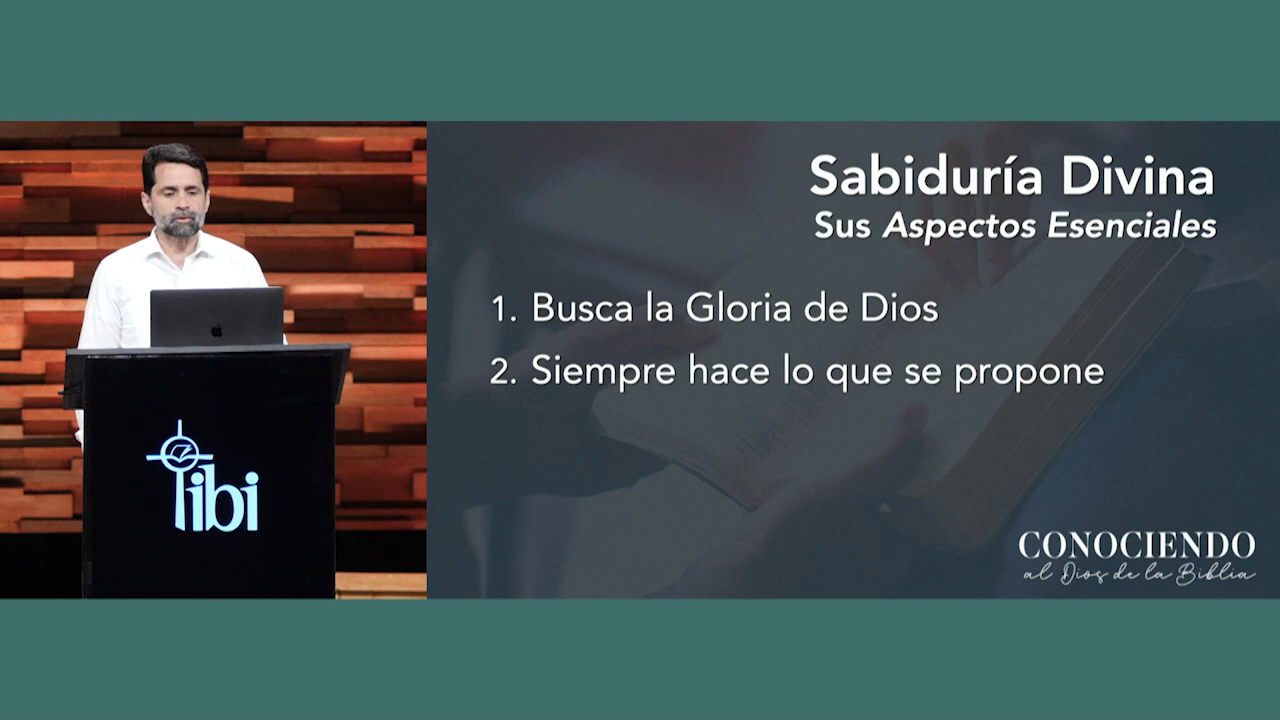 ibi
Sabiduría Divina
Sus Aspectos Esenciales
1. Busca la Gloria de Dios
2. Siempre hace lo que se propone
CONOCIENDO
al Dios de la Biblia